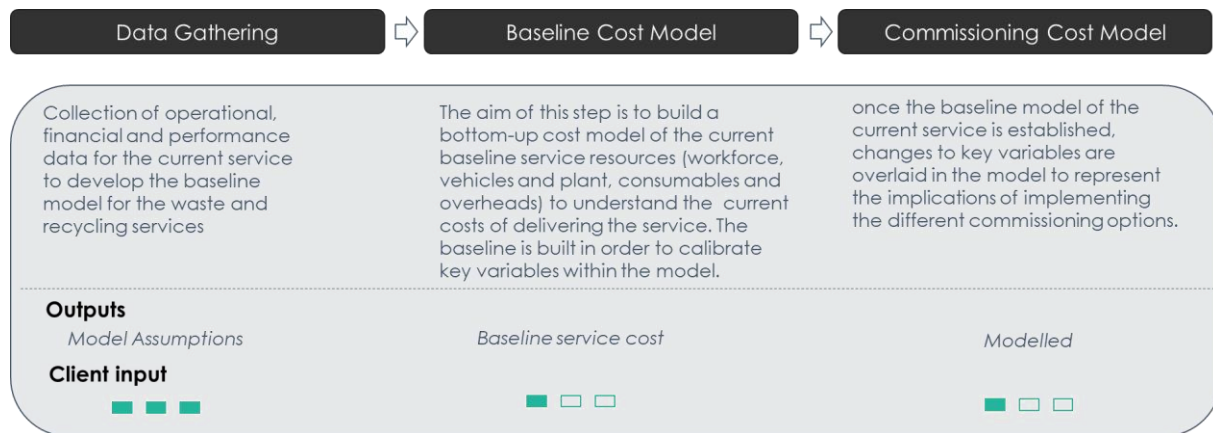 Data Gathering
Baseline Cost Model
Commissioning Cost Model
Collection of operational,
financial and performance
data for the current service
to develop the baseline
model for the waste and
recycling services
The aim of this step is to build a
bottom-up cost model of the current
baseline service resources (workforce,
vehicles and plant, consumables and
overheads) to understand the current
costs of delivering the service. The
baseline is built in order to calibrate
key variables within the model.
once the baseline model of the
current service is established,
changes to key variables are
overlaid in the model to represent
the implications of implementing
the different commissioning options.
Outputs
Model Assumptions
Baseline service cost
Modelled
Client input